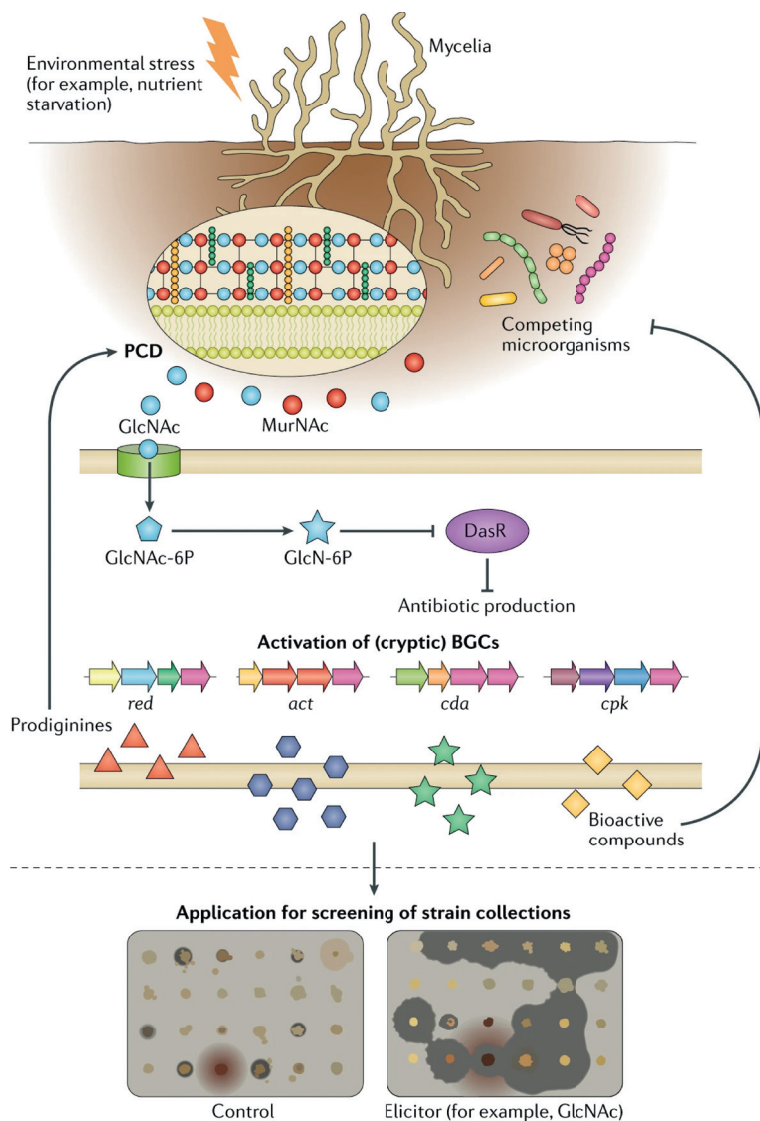 Mycelia
Environmental stress
(for example, nutrient
starvation)
Competing
microorganisms
PCD
GlcNAc
MurNAc
GlcNAc-6P
GlcN-6P
DasR
Antibiotic production
Activation of (cryptic) BGCs
red
act
cda
cpk
Prodiginines
Bioactive
compounds
Application for screening of strain collections
Control
Elicitor (for example, GlcNAc)